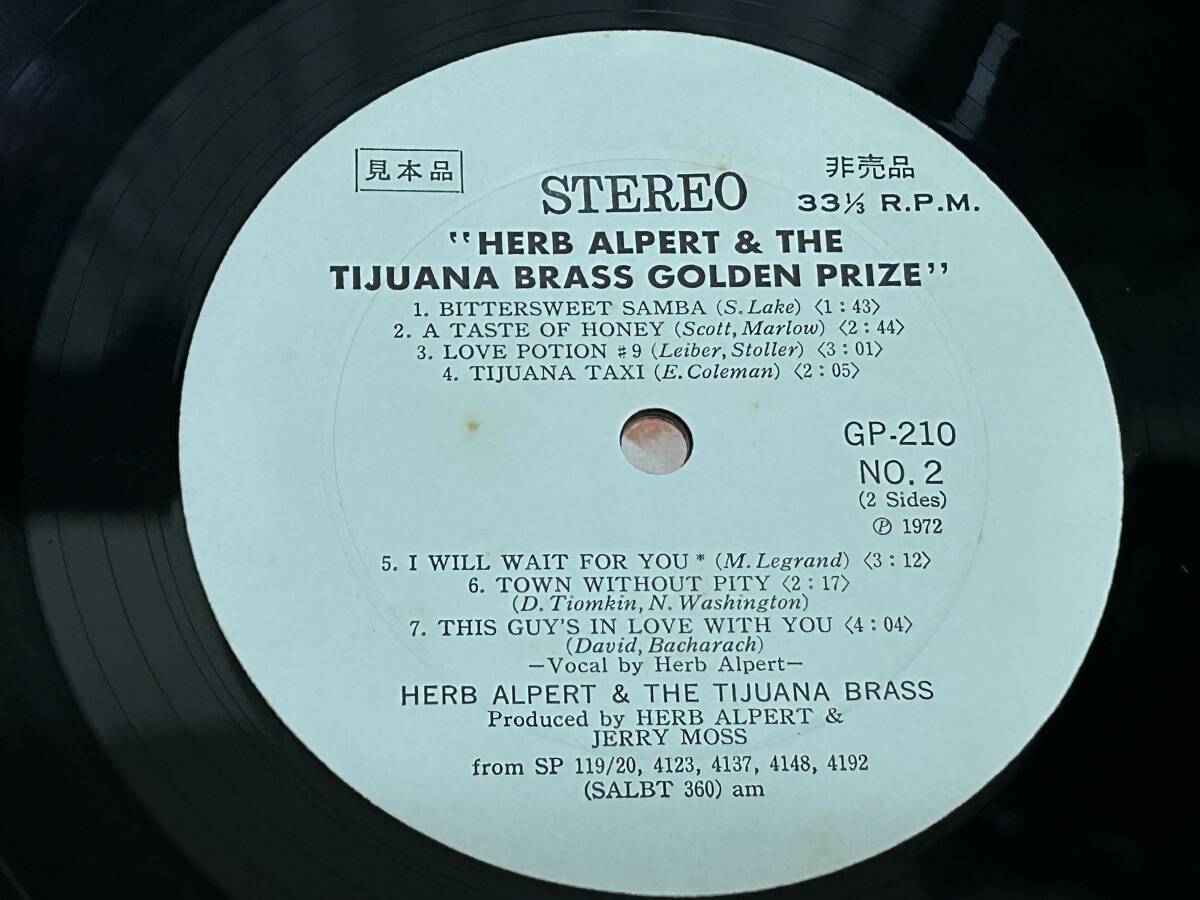 見本品
非売品
STEREO
33⅓ R.P.M.
"HERB ALPERT & THE
TIJUANA BRASS GOLDEN PRIZE"
1. BITTERSWEET SAMBA (S. Lake) 〈1:43〉
2. A TASTE OF HONEY (Scott, Marlow) 〈2:44〉
3. LOVE POTION #9 (Leiber, Stoller) 〈3:01〉
4. TIJUANA TAXI (E. Coleman) 〈2:05〉
GP-210
NO. 2
(2 Sides)
℗ 1972
5. I WILL WAIT FOR YOU * (M. Legrand) 〈3:12〉
6. TOWN WITHOUT PITY 〈2:17〉
(D. Tiomkin, N. Washington)
7. THIS GUY'S IN LOVE WITH YOU 〈4:04〉
(David, Bacharach)
—Vocal by Herb Alpert—
HERB ALPERT & THE TIJUANA BRASS
Produced by HERB ALPERT &
JERRY MOSS
from SP 119/20, 4123, 4137, 4148, 4192
(SALBT 360) am